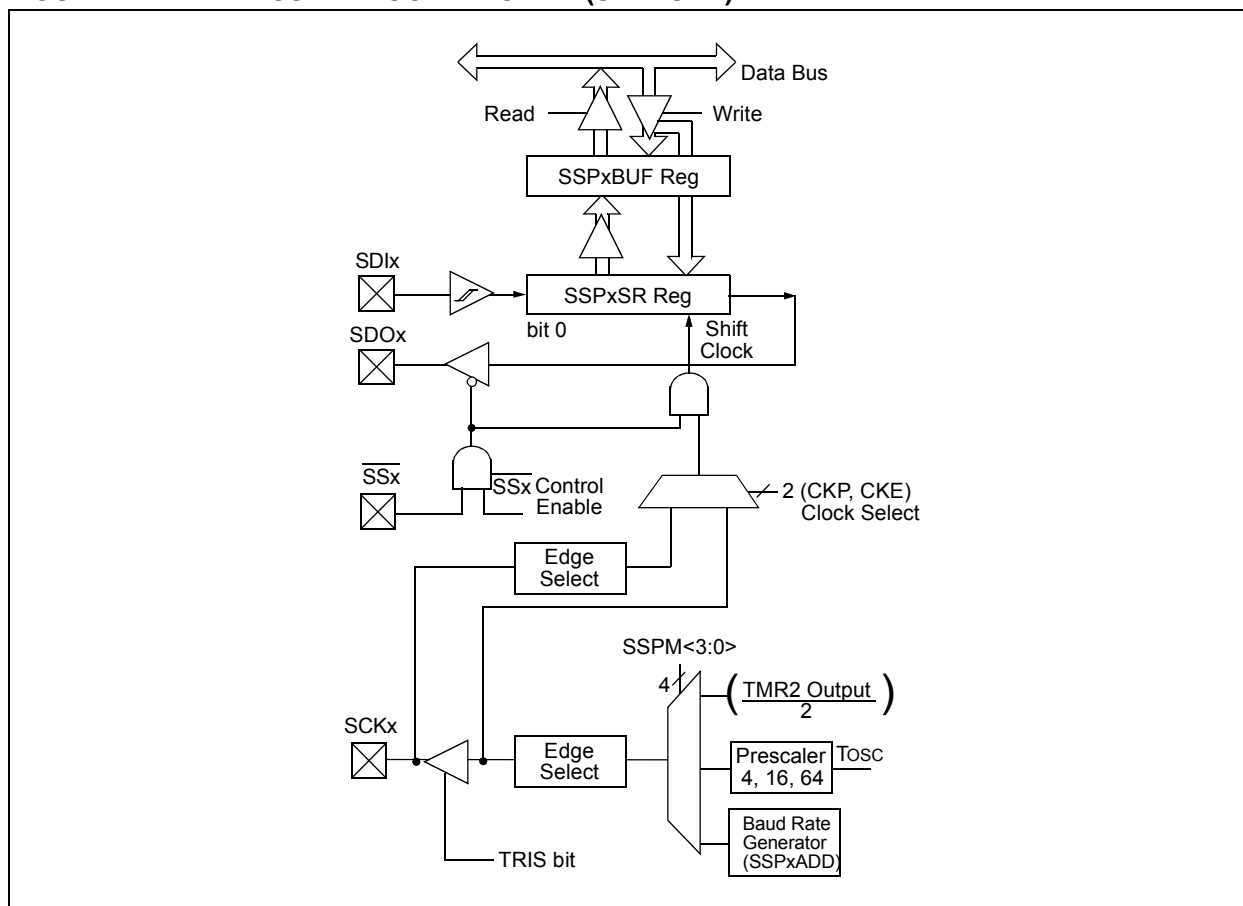 Data Bus
Read
Write
SSPxBUF Reg
SDIx
SSPxSR Reg
bit 0
Shift
Clock
SDOx
SSx
SSx Control
Enable
2 (CKP, CKE)
Clock Select
Edge
Select
SSPM<3:0>
4
(TMR2 Output)
2
SCKx
Edge
Select
Prescaler
4, 16, 64
TOSC
Baud Rate
Generator
(SSPxADD)
TRIS bit